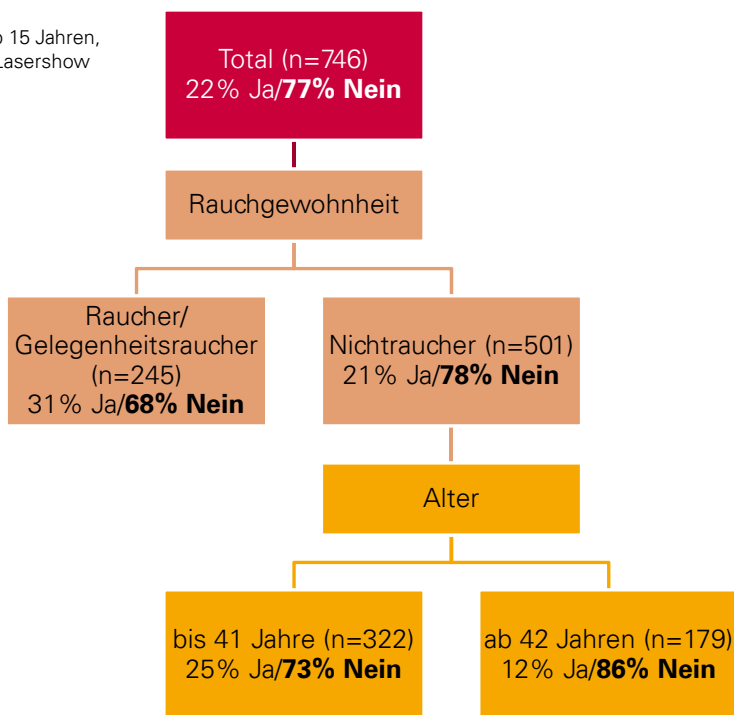 15 Jahren,
Lasershow
Total (n=746)
22% Ja/77% Nein
Rauchgewohnheit
Raucher/
Gelegenheitsraucher
(n=245)
31% Ja/68% Nein
Nichtraucher (n=501)
21% Ja/78% Nein
Alter
bis 41 Jahre (n=322)
25% Ja/73% Nein
ab 42 Jahren (n=179)
12% Ja/86% Nein